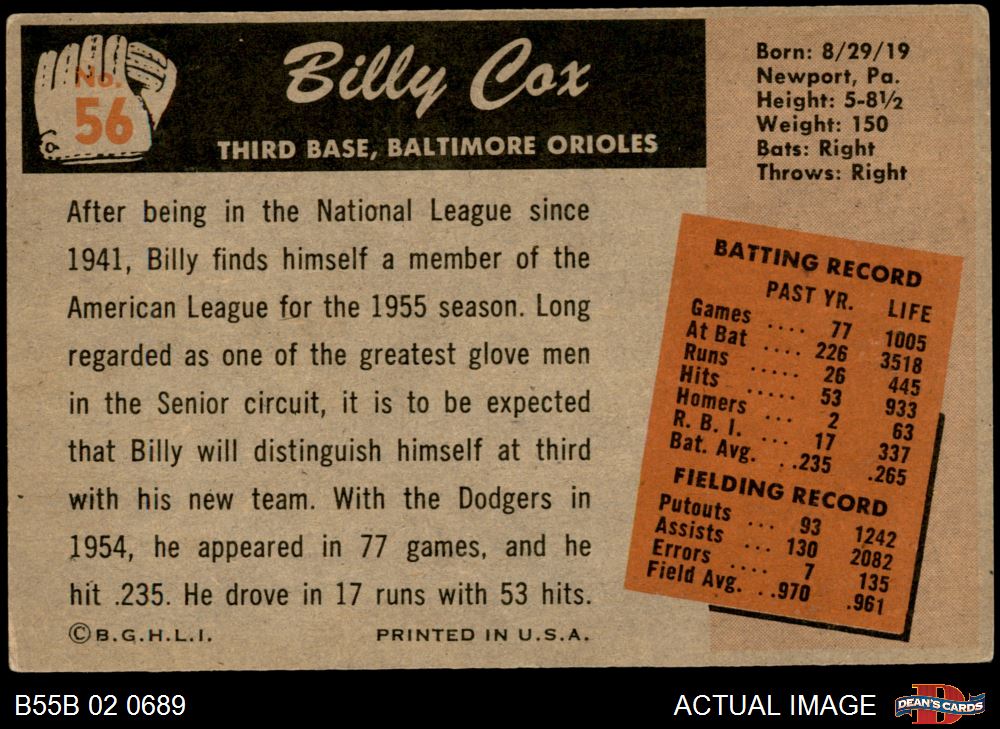 No.
56
Billy Cox
THIRD BASE, BALTIMORE ORIOLES
Born: 8/29/19
Newport, Pa.
Height: 5-8½
Weight: 150
Bats: Right
Throws: Right
After being in the National League since
1941, Billy finds himself a member of the
American League for the 1955 season. Long
regarded as one of the greatest glove men
in the Senior circuit, it is to be expected
that Billy will distinguish himself at third
with his new team. With the Dodgers in
1954, he appeared in 77 games, and he
hit .235. He drove in 17 runs with 53 hits.
©B.G.H.L.I. PRINTED IN U.S.A.
BATTING RECORD
PAST YR. LIFE
Games .... 77 1005
At Bat .... 226 3518
Runs ..... 26 445
Hits ..... 53 933
Homers ... 2 63
R. B. I. ... 17 337
Bat. Avg. . .235 .265
FIELDING RECORD
Putouts ... 93 1242
Assists ... 130 2082
Errors .... 7 135
Field Avg. . .970 .961
B55B 02 0689
ACTUAL IMAGE
D
DEAN'S CARDS